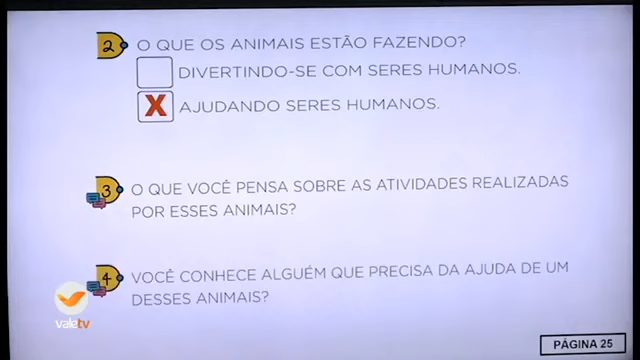 2 O QUE OS ANIMAIS ESTÃO FAZENDO?
DIVERTINDO-SE COM SERES HUMANOS.
X AJUDANDO SERES HUMANOS.
3 O QUE VOCÊ PENSA SOBRE AS ATIVIDADES REALIZADAS
POR ESSES ANIMAIS?
4 VOCÊ CONHECE ALGUÉM QUE PRECISA DA AJUDA DE UM
DESSES ANIMAIS?
valetv
PÁGINA 25